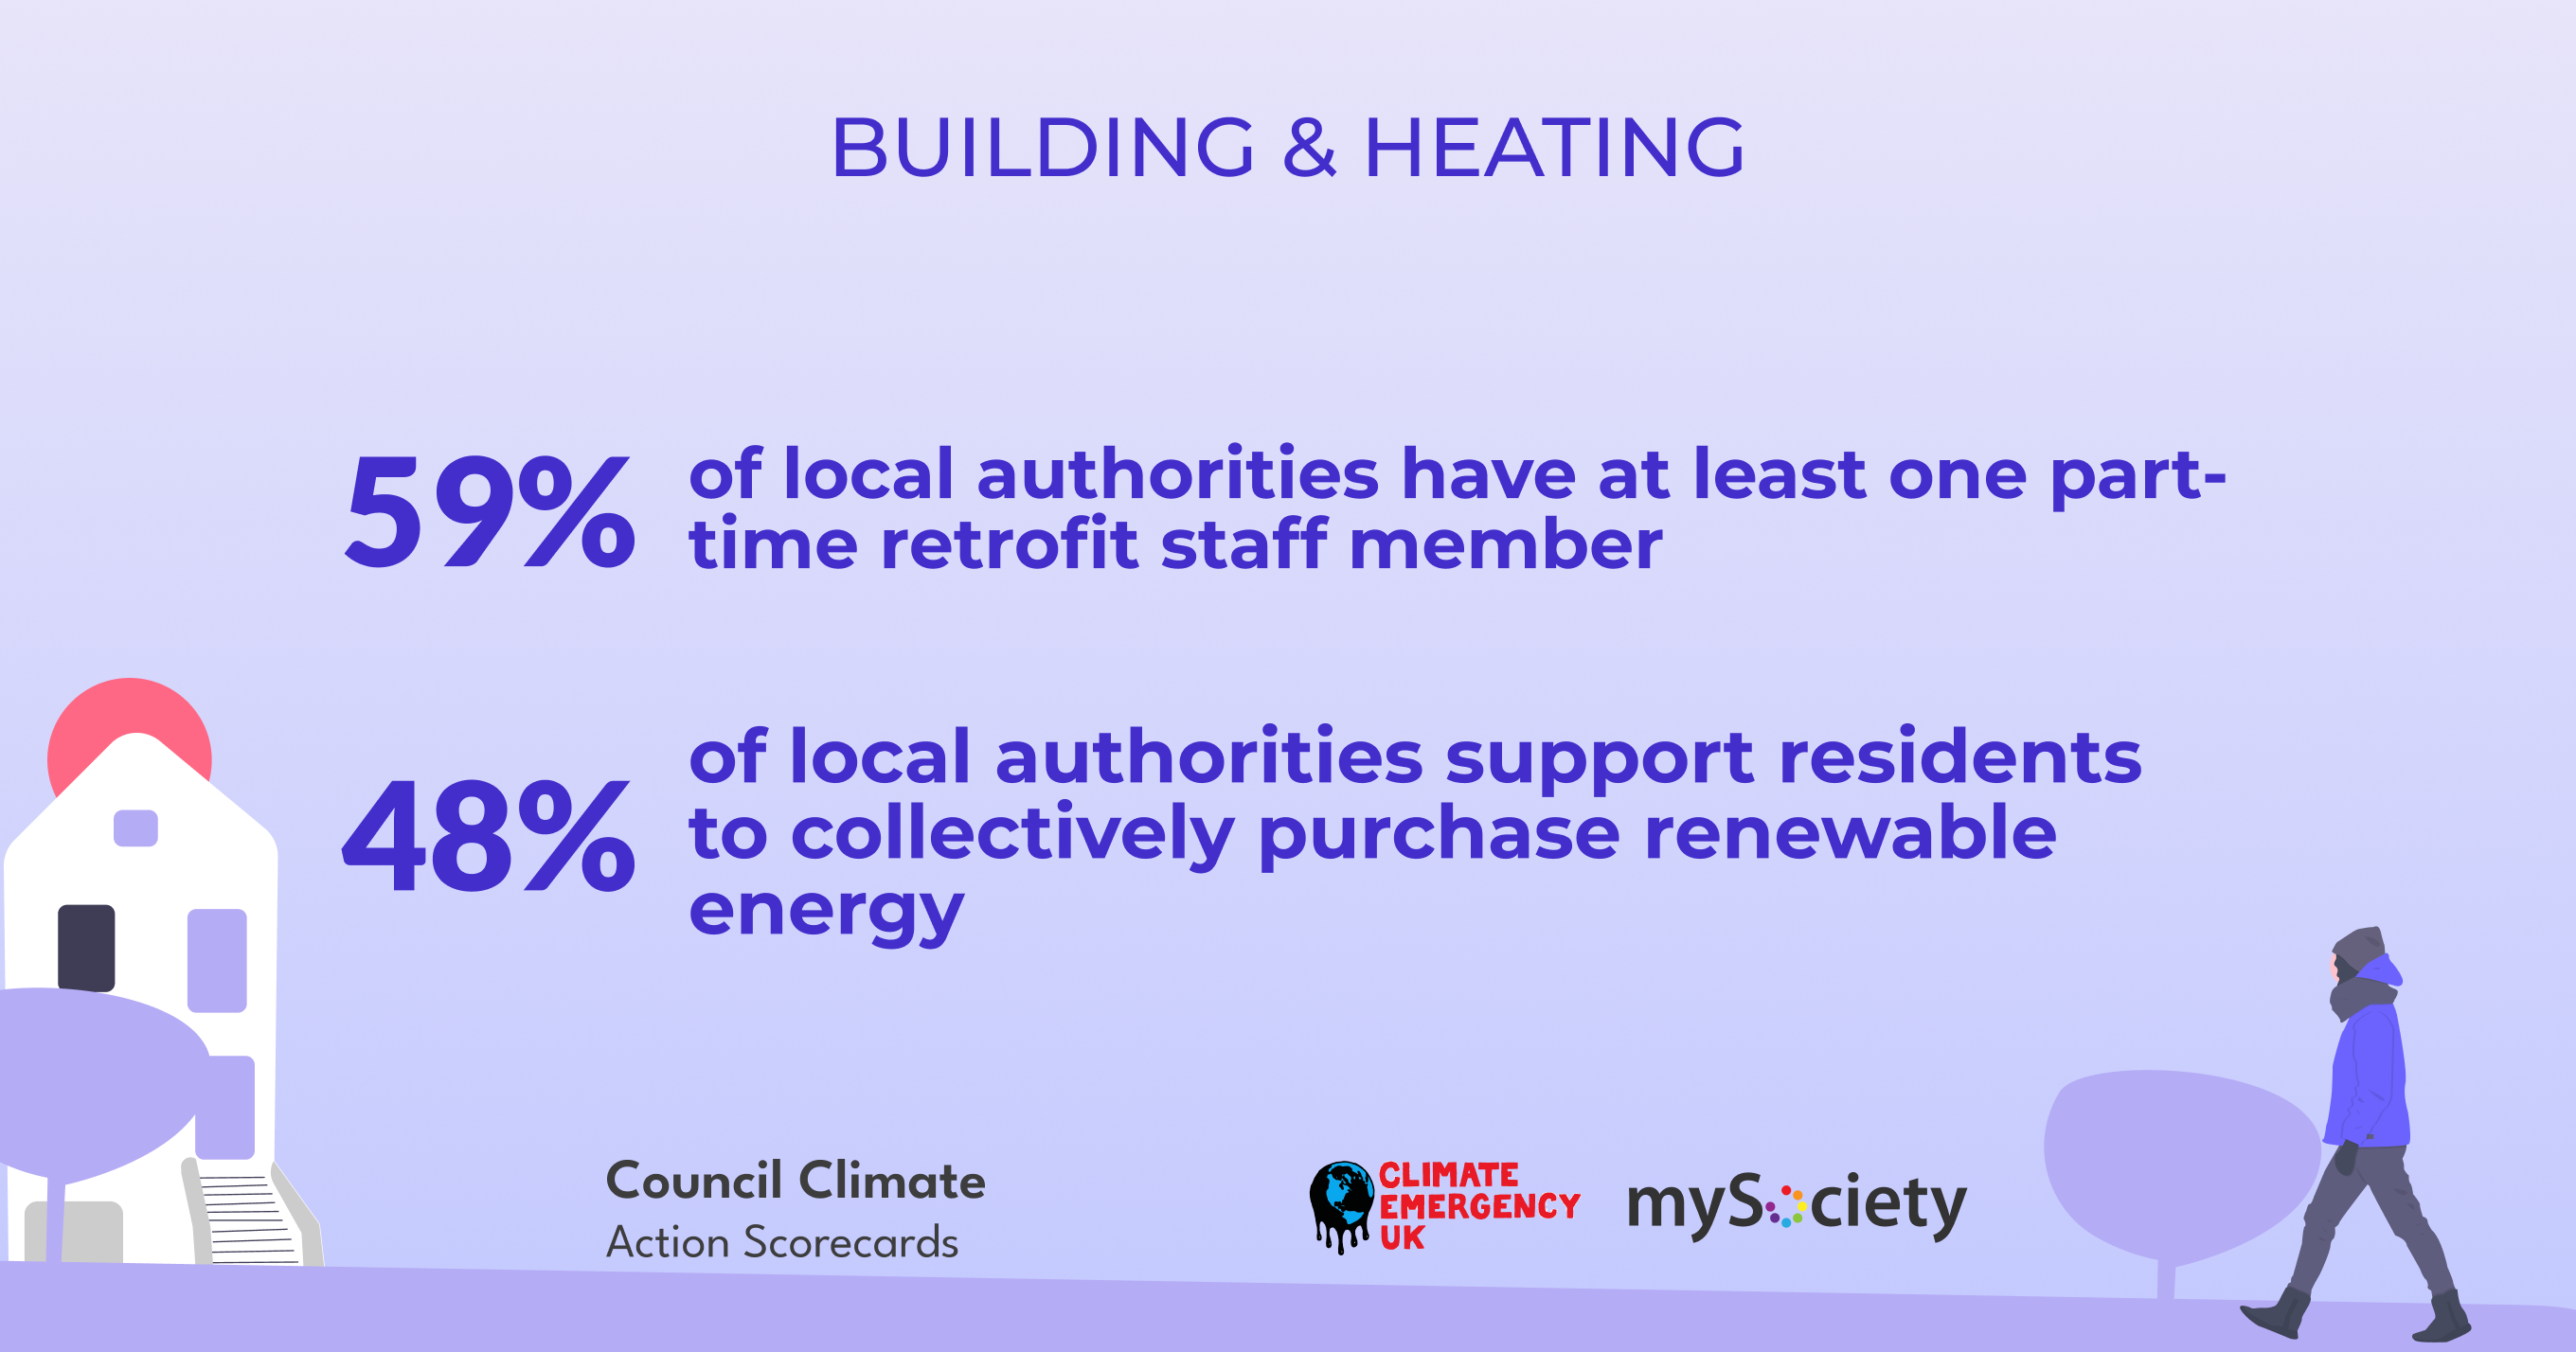 BUILDING & HEATING
59%
of local authorities have at least one part-
time retrofit staff member
48%
of local authorities support residents
to collectively purchase renewable
energy
Council Climate
Action Scorecards
CLIMATE
EMERGENCY
UK
mySociety